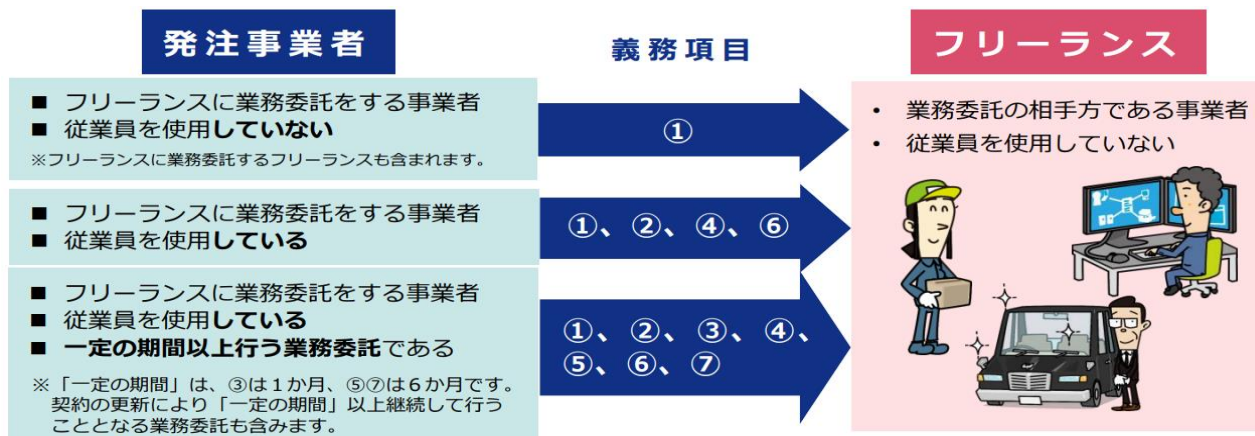 発注事業者
義務項目
フリーランス
■ フリーランスに業務委託をする事業者
■ 従業員を使用していない
※フリーランスに業務委託するフリーランスも含まれます。
①
・ 業務委託の相手方である事業者
・ 従業員を使用していない
■ フリーランスに業務委託をする事業者
■ 従業員を使用している
①、②、④、⑥
■ フリーランスに業務委託をする事業者
■ 従業員を使用している
■ 一定の期間以上行う業務委託である
※「一定の期間」は、③は１か月、⑤⑦は６か月です。
契約の更新により「一定の期間」以上継続して行う
こととなる業務委託も含みます。
①、②、③、④、
⑤、⑥、⑦